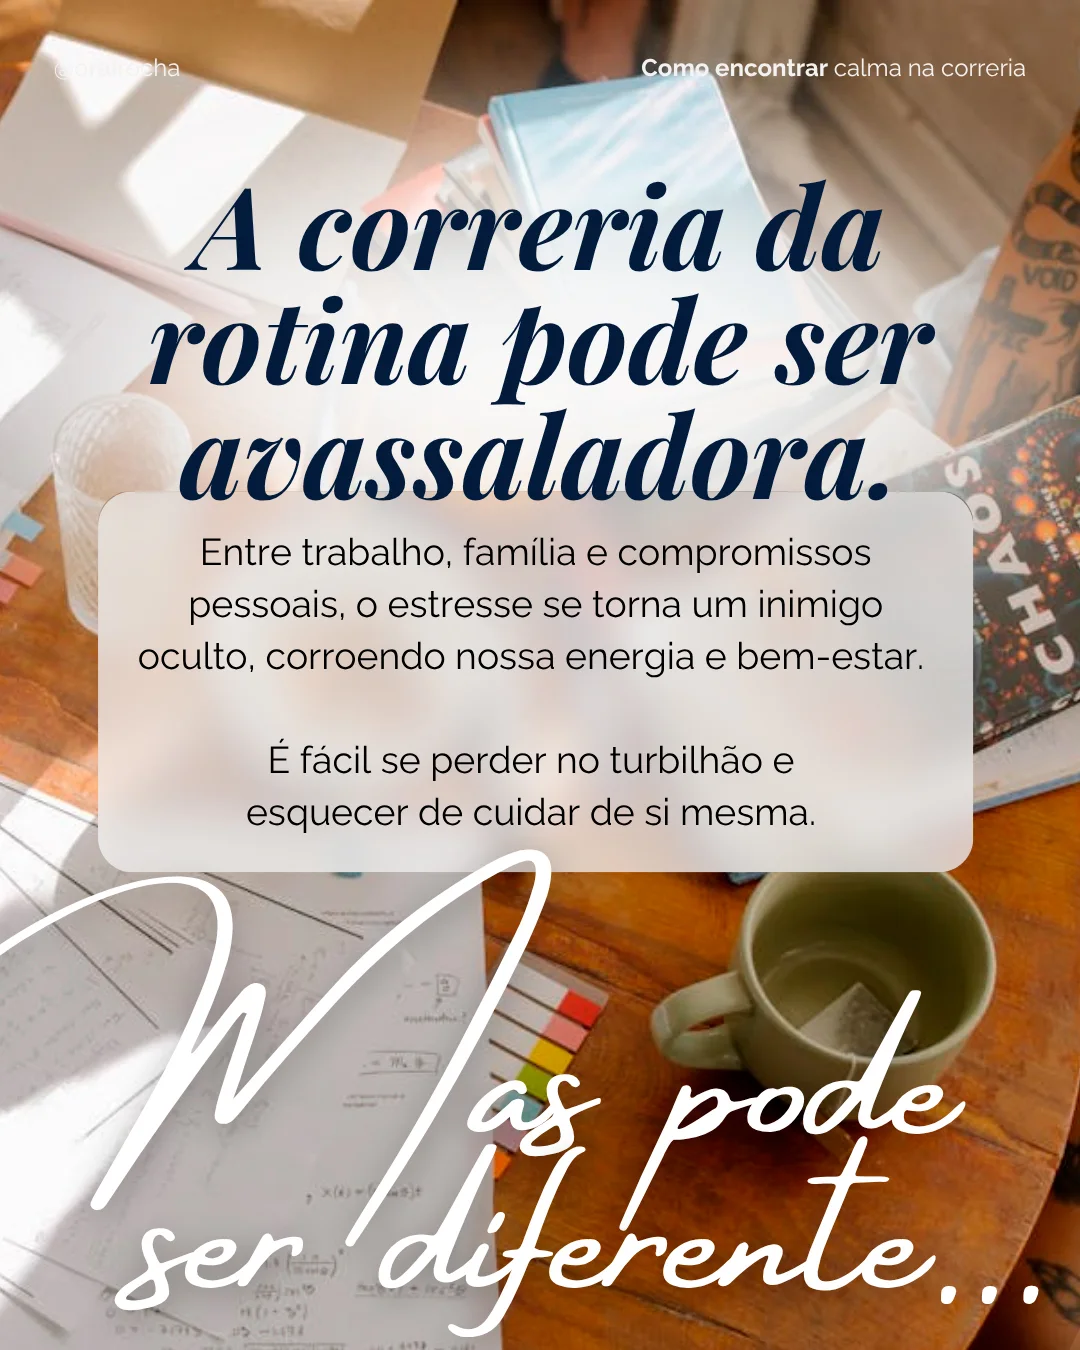 Como encontrar calma na correria
A correria da
rotina pode ser
avassaladora.
Entre trabalho, família e compromissos
pessoais, o estresse se torna um inimigo
oculto, corroendo nossa energia e bem-estar.
É fácil se perder no turbilhão e
esquecer de cuidar de si mesma.
Mas pode
ser diferente...
VOID
CHAOS